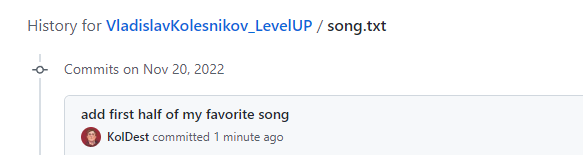 History for VladislavKolesnikov_LevelUP / song.txt
Commits on Nov 20, 2022
add first half of my favorite song
KolDest committed 1 minute ago